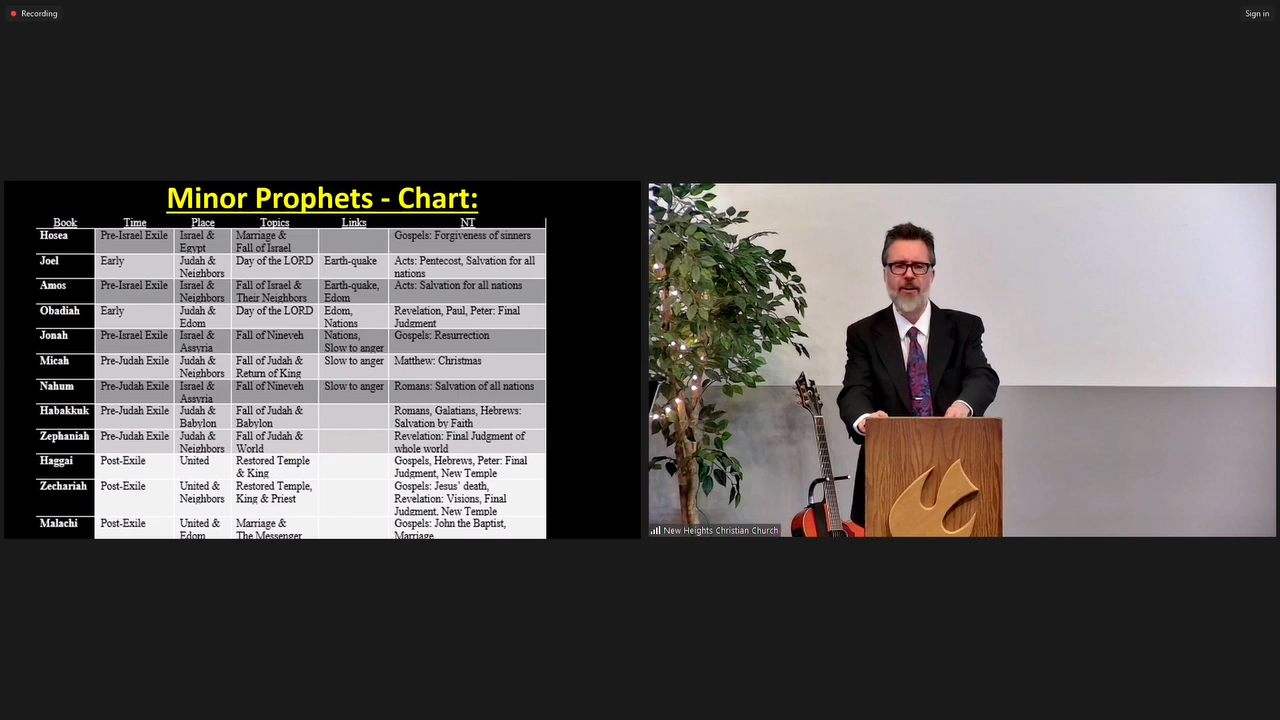 Recording
Sign in
Minor Prophets - Chart:
Book Time Place Topics Links NT
Hosea Pre-Israel Exile Israel & Marriage & Gospels: Forgiveness of sinners
Egypt Fall of Israel
Joel Early Judah & Day of the LORD Earth-quake Acts: Pentecost, Salvation for all
Neighbors nations
Amos Pre-Israel Exile Israel & Fall of Israel & Earth-quake, Acts: Salvation for all nations
Neighbors Their Neighbors Edom
Obadiah Early Judah & Day of the LORD Edom, Revelation, Paul, Peter: Final
Edom Nations Judgment
Jonah Pre-Israel Exile Israel & Fall of Nineveh Nations, Gospels: Resurrection
Assyria Slow to anger
Micah Pre-Judah Exile Judah & Fall of Judah & Slow to anger Matthew: Christmas
Neighbors Return of King
Nahum Pre-Judah Exile Israel & Fall of Nineveh Slow to anger Romans: Salvation of all nations
Assyria
Habakkuk Pre-Judah Exile Judah & Fall of Judah & Romans, Galatians, Hebrews:
Babylon Babylon Salvation by Faith
Zephaniah Pre-Judah Exile Judah & Fall of Judah & Revelation: Final Judgment of
Neighbors World whole world
Haggai Post-Exile United Restored Temple Gospels, Hebrews, Peter: Final
& King Judgment, New Temple
Zechariah Post-Exile United & Restored Temple, Gospels: Jesus' death,
Neighbors King & Priest Revelation: Visions, Final
Judgment, New Temple
Malachi Post-Exile United & Marriage & Gospels: John the Baptist,
Edom The Messenger Marriage
New Heights Christian Church